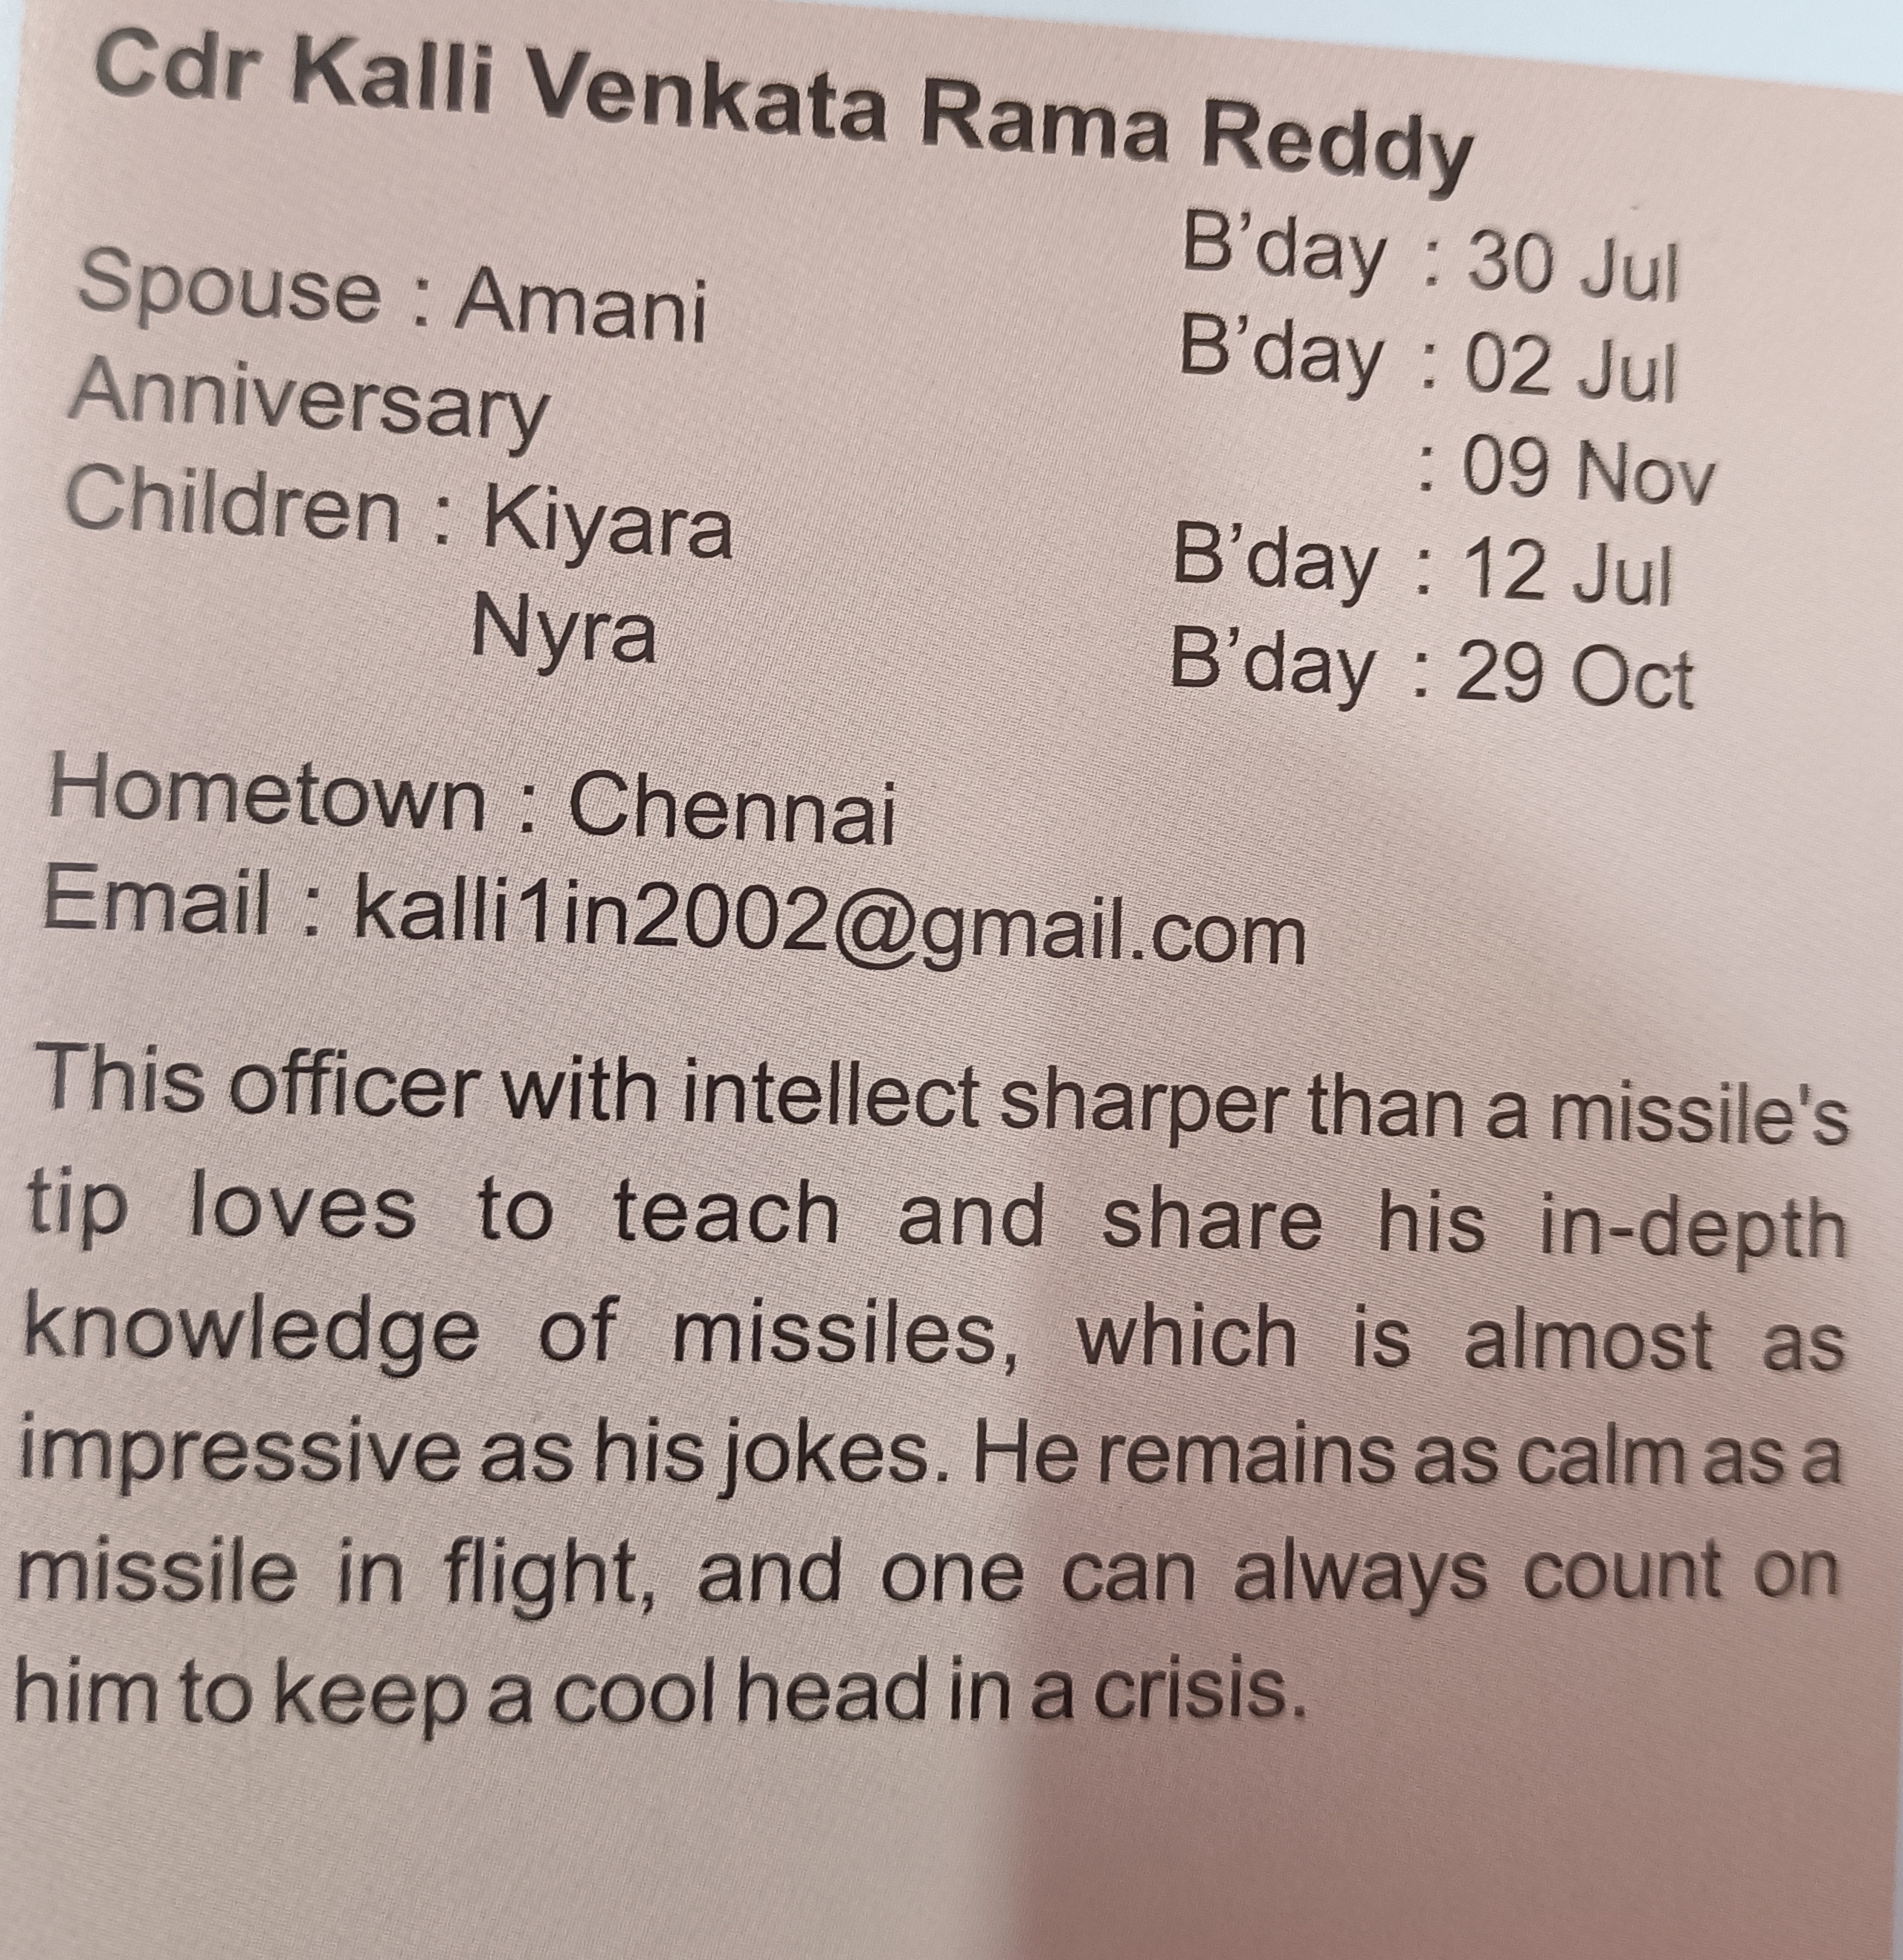 Cdr Kalli Venkata Rama Reddy
B’day : 30 Jul
Spouse : Amani B’day : 02 Jul
Anniversary : 09 Nov
Children : Kiyara B’day : 12 Jul
Nyra B’day : 29 Oct
Hometown : Chennai
Email : kalli1in2002@gmail.com
This officer with intellect sharper than a missile's
tip loves to teach and share his in-depth
knowledge of missiles, which is almost as
impressive as his jokes. He remains as calm as a
missile in flight, and one can always count on
him to keep a cool head in a crisis.